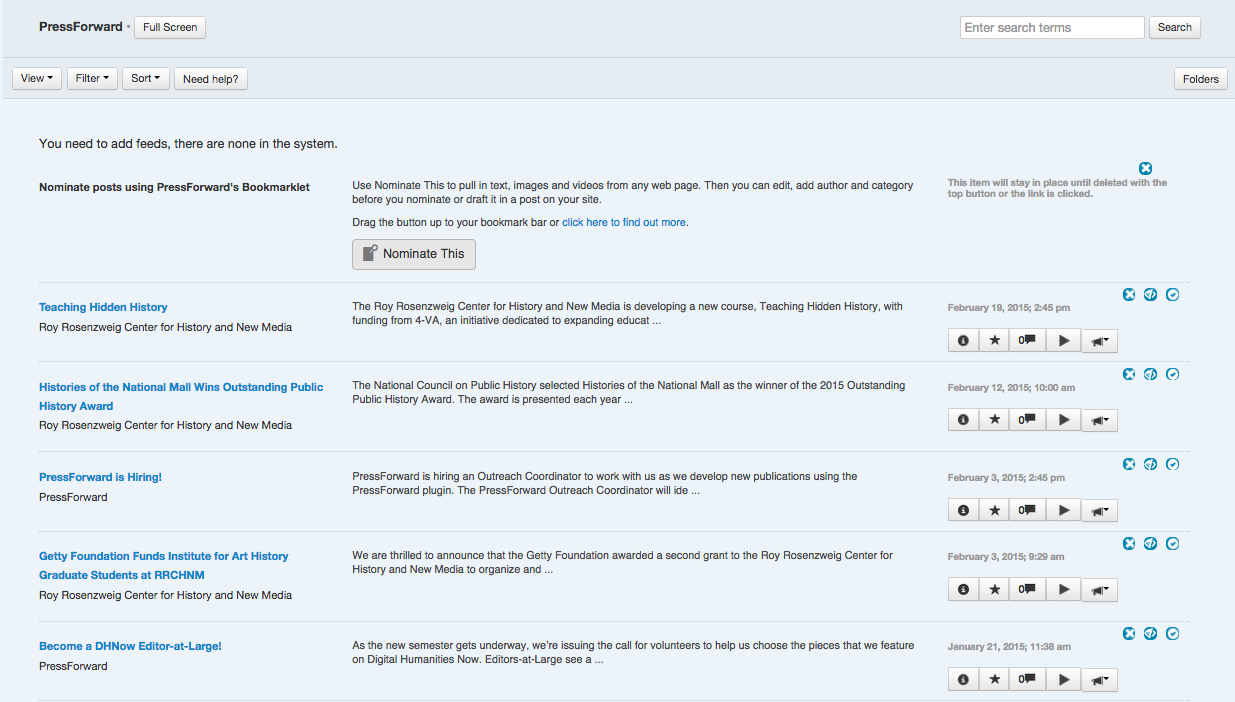 PressForward • Full Screen
Enter search terms Search
View Filter Sort Need help? Folders
You need to add feeds, there are none in the system.
Nominate posts using PressForward's Bookmarklet
Use Nominate This to pull in text, images and videos from any web page. Then you can edit, add author and category
before you nominate or draft it in a post on your site.
Drag the button up to your bookmark bar or click here to find out more.
Nominate This
This item will stay in place until deleted with the
top button or the link is clicked.
Teaching Hidden History
Roy Rosenzweig Center for History and New Media
The Roy Rosenzweig Center for History and New Media is developing a new course, Teaching Hidden History, with
funding from 4-VA, an initiative dedicated to expanding educat ...
February 19, 2015; 2:45 pm
0
Histories of the National Mall Wins Outstanding Public
History Award
Roy Rosenzweig Center for History and New Media
The National Council on Public History selected Histories of the National Mall as the winner of the 2015 Outstanding
Public History Award. The award is presented each year ...
February 12, 2015; 10:00 am
0
PressForward is Hiring!
PressForward
PressForward is hiring an Outreach Coordinator to work with us as we develop new publications using the
PressForward plugin. The PressForward Outreach Coordinator will ide ...
February 3, 2015; 2:45 pm
0
Getty Foundation Funds Institute for Art History
Graduate Students at RRCHNM
Roy Rosenzweig Center for History and New Media
We are thrilled to announce that the Getty Foundation awarded a second grant to the Roy Rosenzweig Center for
History and New Media to organize and ...
February 3, 2015; 9:29 am
0
Become a DHNow Editor-at-Large!
PressForward
As the new semester gets underway, we're issuing the call for volunteers to help us choose the pieces that we feature
on Digital Humanities Now. Editors-at-Large see a ...
January 21, 2015; 11:38 am
0